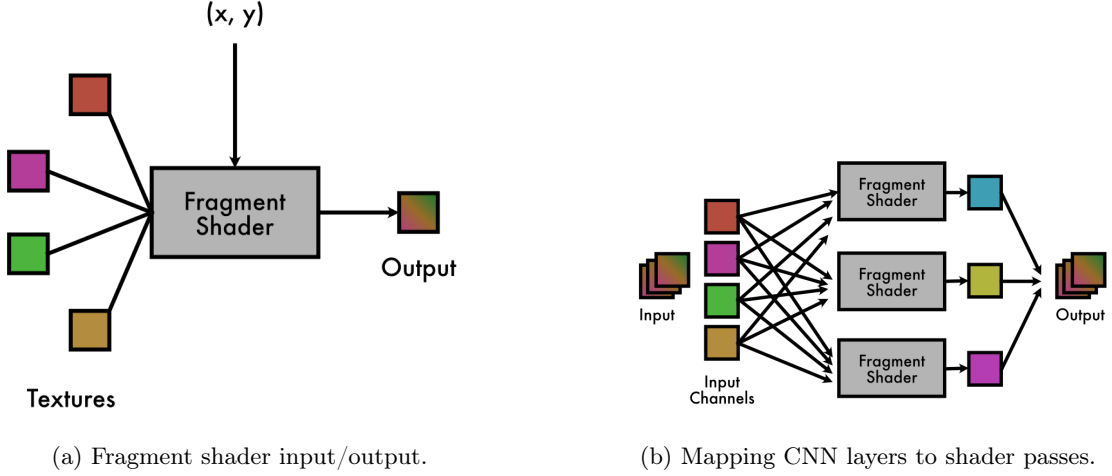 (x, y)
Fragment
Shader
Output
Textures
(a) Fragment shader input/output.
Fragment
Shader
Fragment
Shader
Fragment
Shader
Input
Input
Channels
Output
(b) Mapping CNN layers to shader passes.